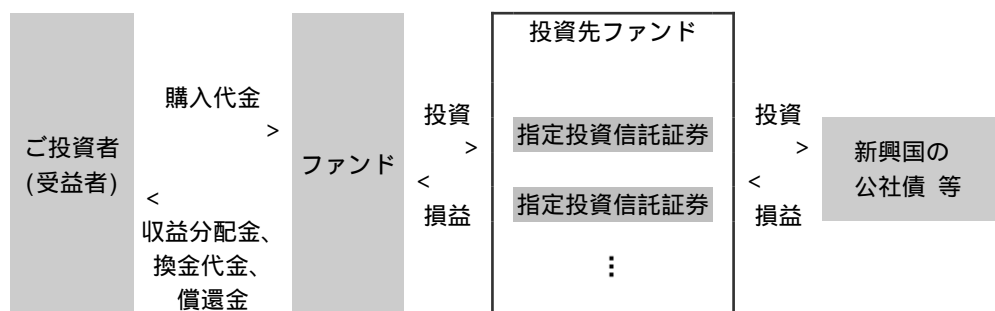 ご投資者
(受益者)
購入代金
>
<
収益分配金、
換金代金、
償還金
ファンド
投資
>
<
損益
投資先ファンド
指定投資信託証券
指定投資信託証券
⋮
投資
>
<
損益
新興国の
公社債 等